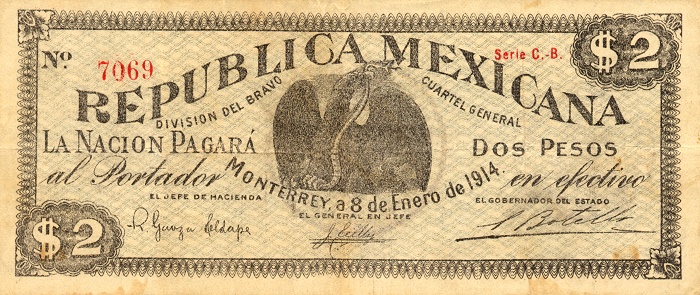 $2
Nº 7069
Serie C.-B.
REPUBLICA MEXICANA
DIVISION DEL BRAVO
CUARTEL GENERAL
LA NACION PAGARÁ
DOS PESOS
al Portador
en efectivo
MONTERREY, a 8 de Enero de 1914.
EL JEFE DE HACIENDA
EL GENERAL EN JEFE
EL GOBERNADOR DEL ESTADO
$2